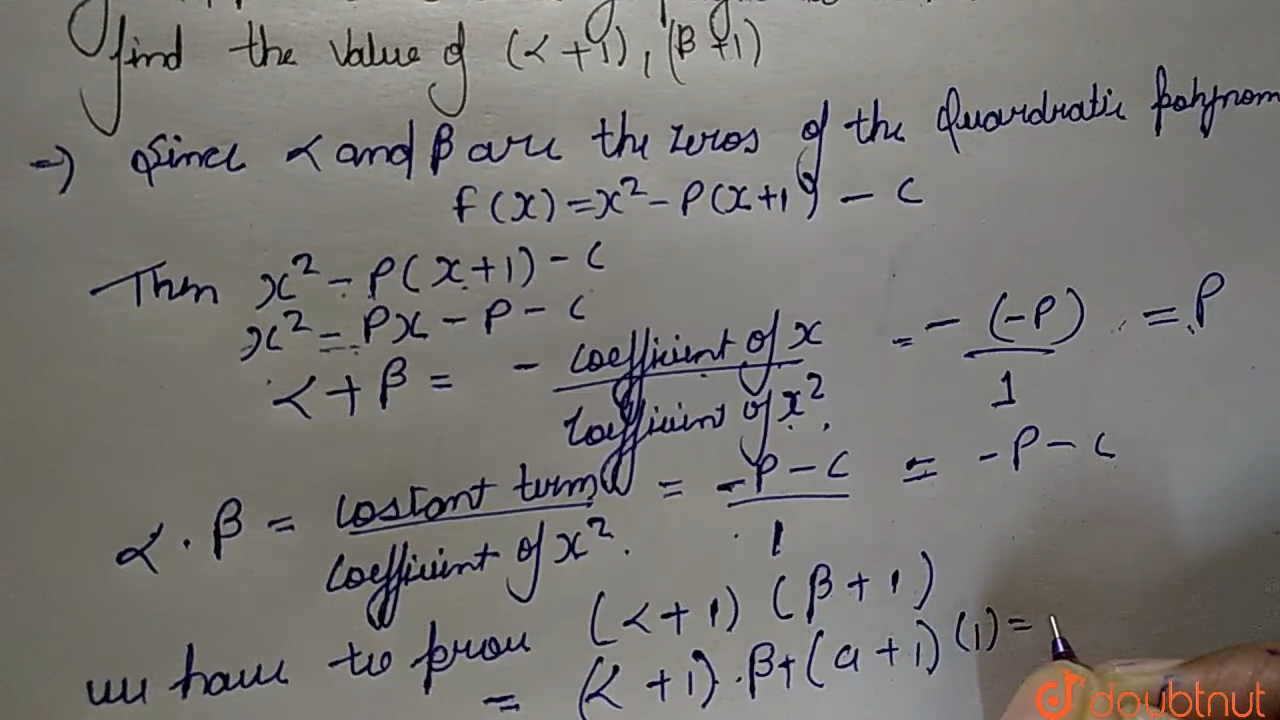 find the value of (α+1), (β+1)
⇒) Since α and β are the zeros of the Quardratic polynom
f(x) = x² - P(x+1) - C
Then x² - P(x+1) - C
x² - Px - P - C
α + β = - coefficient of x / coefficient of x² = - (-P) / 1 = P
α . β = costant term / coefficient of x² = -P - C / 1 = -P - C
we have to prove (α+1) (β+1)
= (α+1) . β + (a+1) (1) =
doubtnut